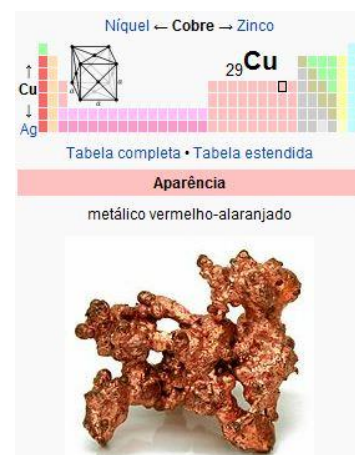 Níquel ← Cobre → Zinco
29Cu
↑
Cu
↓
Ag
Tabela completa • Tabela estendida
Aparência
metálico vermelho-alaranjado